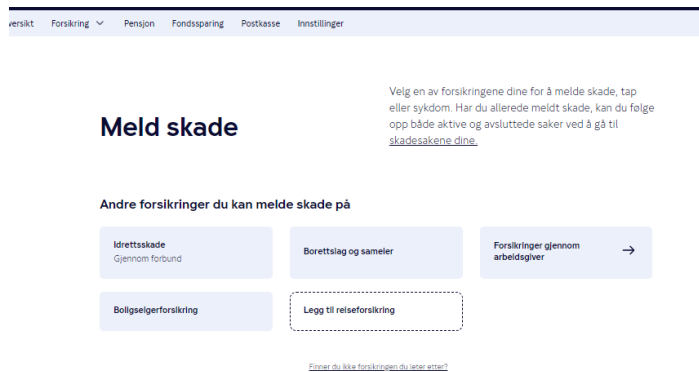 Forsikring Pensjon Fondssparing Postkasse Innstillinger
Velg en av forsikringene dine for å melde skade, tap
eller sykdom. Har du allerede meldt skade, kan du følge
opp både aktive og avsluttede saker ved å gå til
skadesakene dine.
Meld skade
Andre forsikringer du kan melde skade på
Idrettsskade
Gjennom forbund
Borettslag og sameier
Forsikringer gjennom
arbeidsgiver
Boligselgerforsikring
Legg til reiseforsikring
Finner du ikke forsikringen du leter etter?